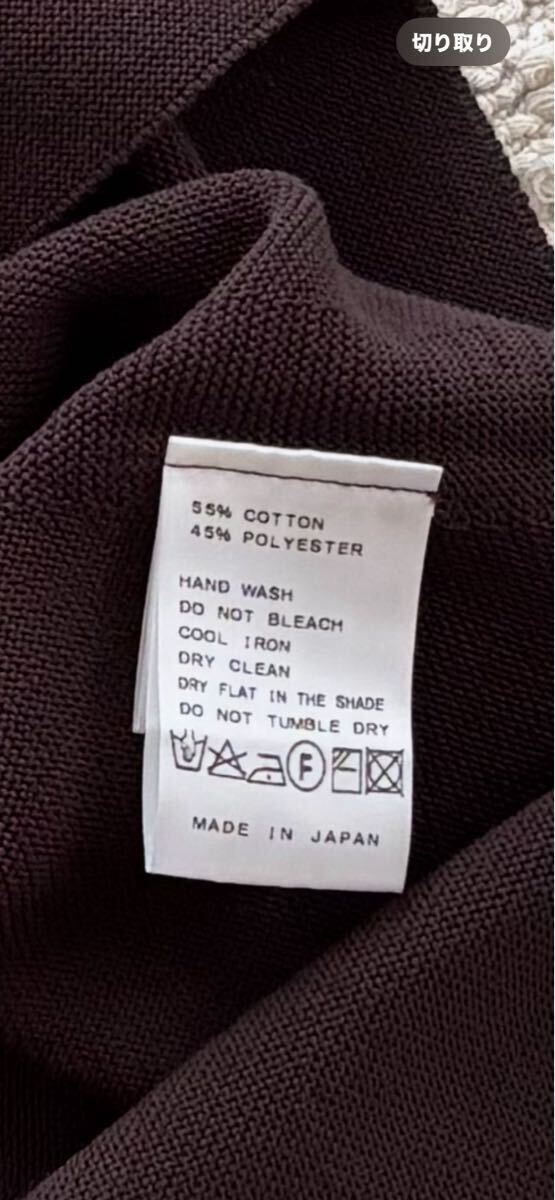 切り取り
55% COTTON
45% POLYESTER
HAND WASH
DO NOT BLEACH
COOL IRON
DRY CLEAN
DRY FLAT IN THE SHADE
DO NOT TUMBLE DRY
F
MADE IN JAPAN